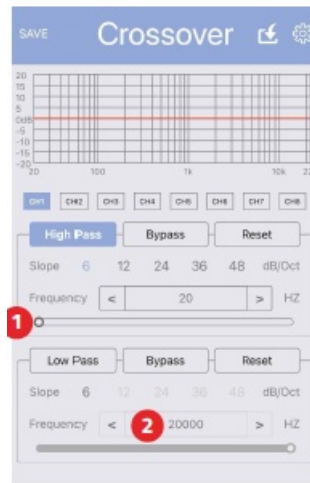 SAVE Crossover
20
15
10
5
0dB
-5
-10
-15
-20
20 100 1k 10k
CH1 CH2 CH3 CH4 CH5 CH6 CH7 CH8
High Pass Bypass Reset
Slope 6 12 24 36 48 dB/Oct
Frequency < 20 > HZ
1
Low Pass Bypass Reset
Slope 6 12 24 36 48 dB/Oct
Frequency < 2 20000 > HZ